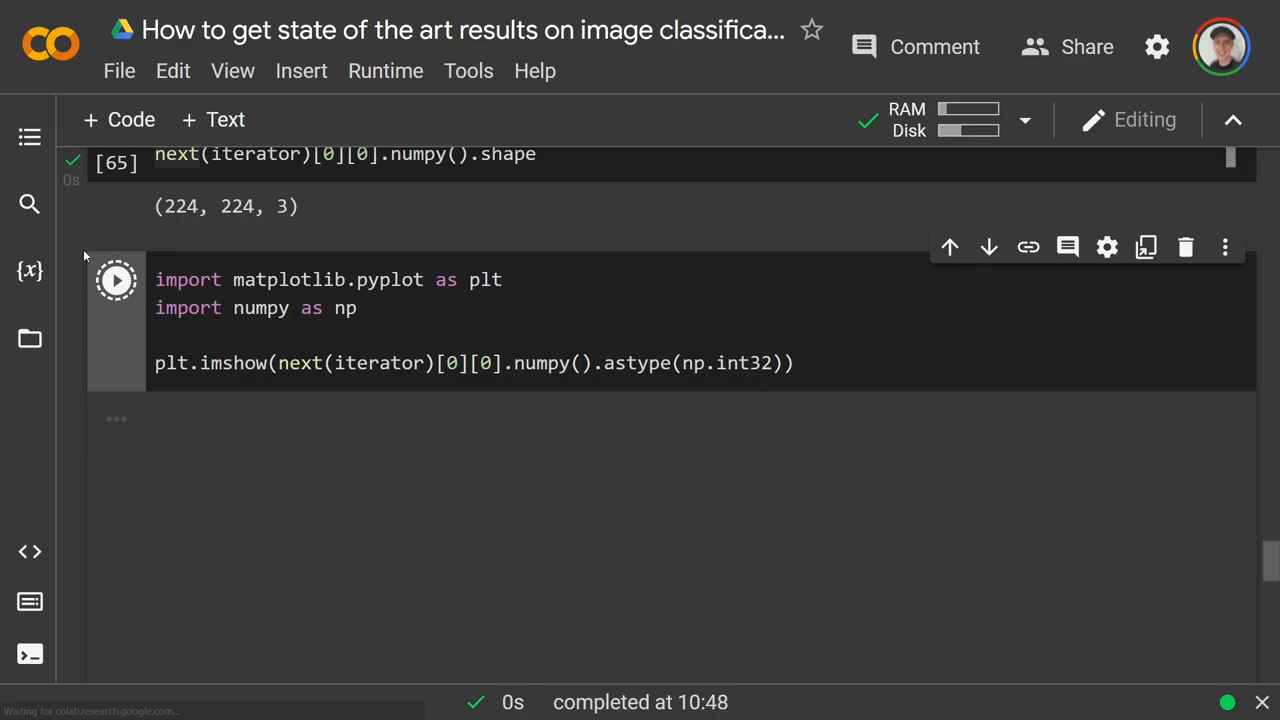 How to get state of the art results on image classifica...
Comment
Share
File Edit View Insert Runtime Tools Help
+ Code + Text
RAM
Disk
Editing
[65] next(iterator)[0][0].numpy().shape
0s
(224, 224, 3)
{x}
import matplotlib.pyplot as plt
import numpy as np
plt.imshow(next(iterator)[0][0].numpy().astype(np.int32))
Waiting for colab.research.google.com...
0s completed at 10:48